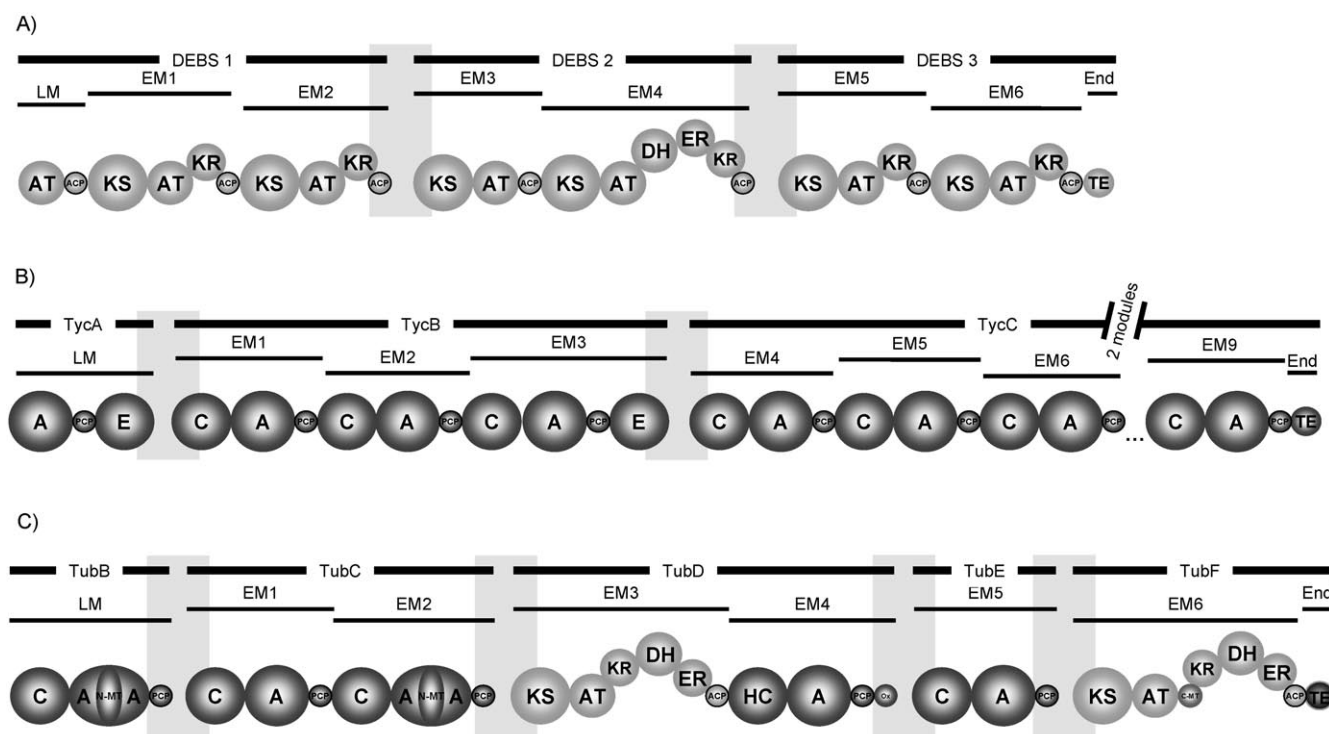 A)
DEBS 1 DEBS 2 DEBS 3
LM EM1 EM2 EM3 EM4 EM5 EM6 End
AT ACP KS AT KR ACP KS AT KR ACP KS AT ACP KS AT DH ER KR ACP KS AT KR ACP KS AT KR ACP TE
B)
TycA TycB TycC 2 modules
LM EM1 EM2 EM3 EM4 EM5 EM6 EM9 End
A PCP E C A PCP C A PCP C A PCP E C A PCP C A PCP C A PCP ... C A PCP TE
C)
TubB TubC TubD TubE TubF
LM EM1 EM2 EM3 EM4 EM5 EM6 End
C A N-MT A PCP C A PCP C A N-MT A PCP KS AT KR DH ER ACP HC A PCP Ox C A PCP KS AT C-MT KR DH ER ACP TE